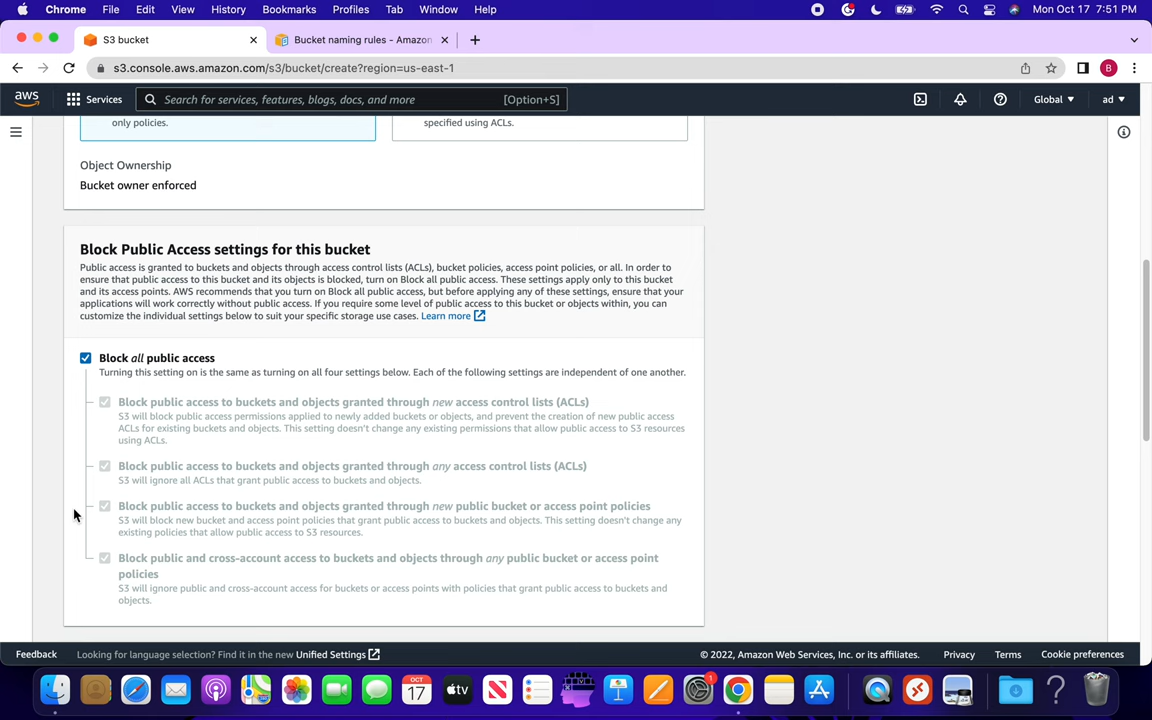 Chrome File Edit View History Bookmarks Profiles Tab Window Help Mon Oct 17 7:51 PM
S3 bucket Bucket naming rules - Amazon
s3.console.aws.amazon.com/s3/bucket/create?region=us-east-1 B
aws Services Search for services, features, blogs, docs, and more [Option+S] Global ad
only policies. specified using ACLs.
Object Ownership
Bucket owner enforced
Block Public Access settings for this bucket
Public access is granted to buckets and objects through access control lists (ACLs), bucket policies, access point policies, or all. In order to
ensure that public access to this bucket and its objects is blocked, turn on Block all public access. These settings apply only to this bucket
and its access points. AWS recommends that you turn on Block all public access, but before applying any of these settings, ensure that your
applications will work correctly without public access. If you require some level of public access to this bucket or objects within, you can
customize the individual settings below to suit your specific storage use cases. Learn more
Block all public access
Turning this setting on is the same as turning on all four settings below. Each of the following settings are independent of one another.
Block public access to buckets and objects granted through new access control lists (ACLs)
S3 will block public access permissions applied to newly added buckets or objects, and prevent the creation of new public access
ACLs for existing buckets and objects. This setting doesn't change any existing permissions that allow public access to S3 resources
using ACLs.
Block public access to buckets and objects granted through any access control lists (ACLs)
S3 will ignore all ACLs that grant public access to buckets and objects.
Block public access to buckets and objects granted through new public bucket or access point policies
S3 will block new bucket and access point policies that grant public access to buckets and objects. This setting doesn't change any
existing policies that allow public access to S3 resources.
Block public and cross-account access to buckets and objects through any public bucket or access point
policies
S3 will ignore public and cross-account access for buckets or access points with policies that grant public access to buckets and
objects.
Feedback Looking for language selection? Find it in the new Unified Settings © 2022, Amazon Web Services, Inc. or its affiliates. Privacy Terms Cookie preferences
OCT
17 tv 1